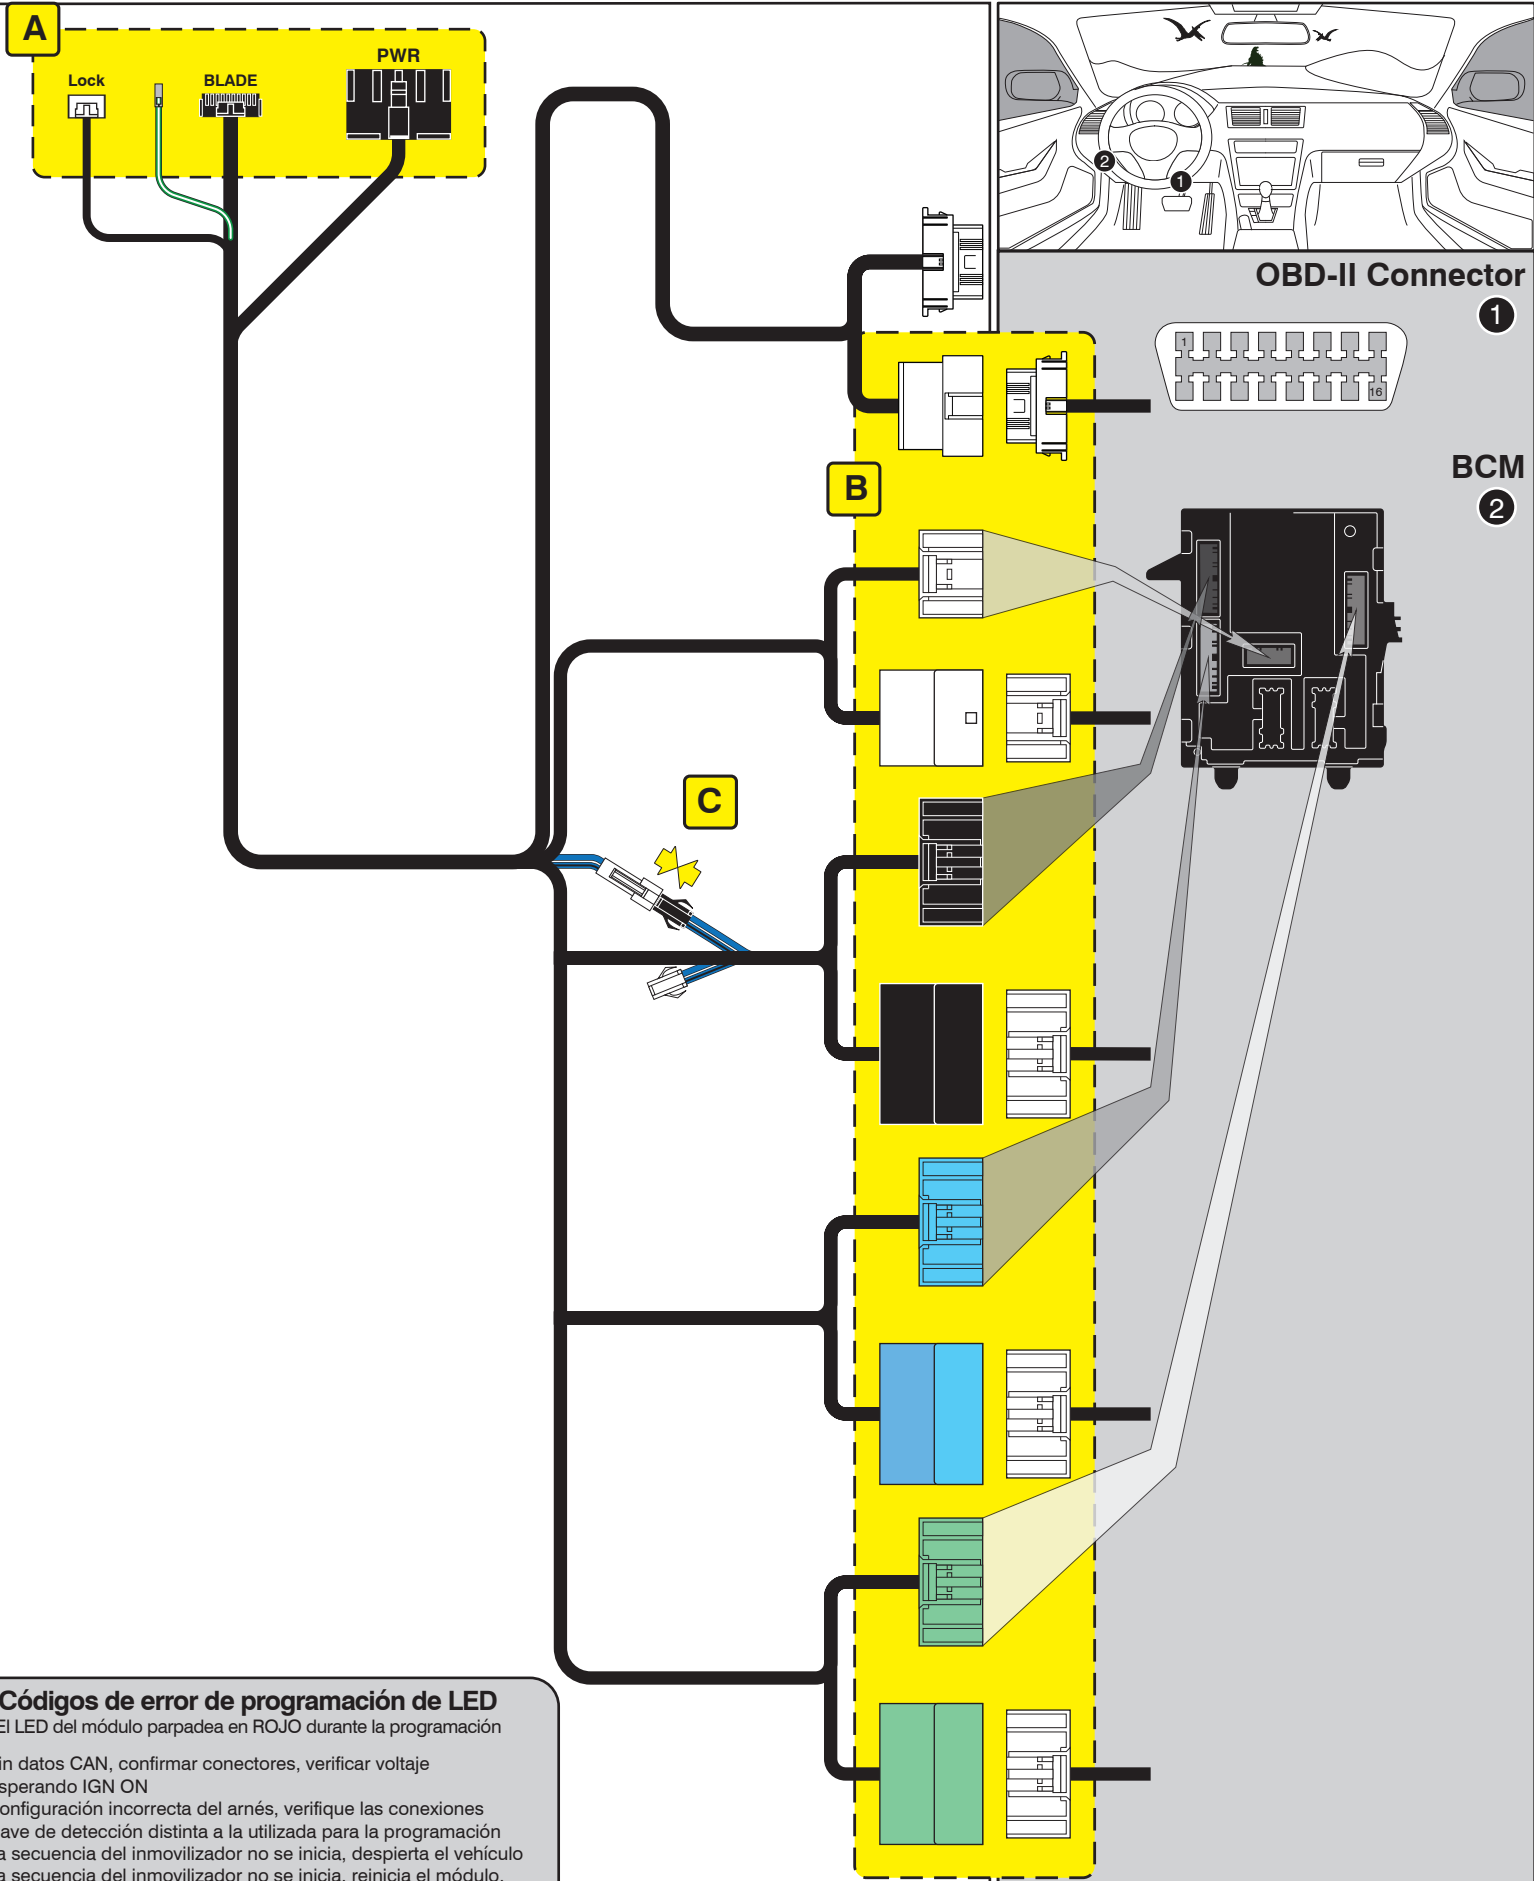 A
Lock
BLADE
PWR
2
1
OBD-II Connector
1
1
16
BCM
2
B
C
Códigos de error de programación de LED
El LED del módulo parpadea en ROJO durante la programación
in datos CAN, confirmar conectores, verificar voltaje
sperando IGN ON
onfiguración incorrecta del arnés, verifique las conexiones
ave de detección distinta a la utilizada para la programación
a secuencia del inmovilizador no se inicia, despierta el vehículo
a secuencia del inmovilizador no se inicia, reinicia el módulo,